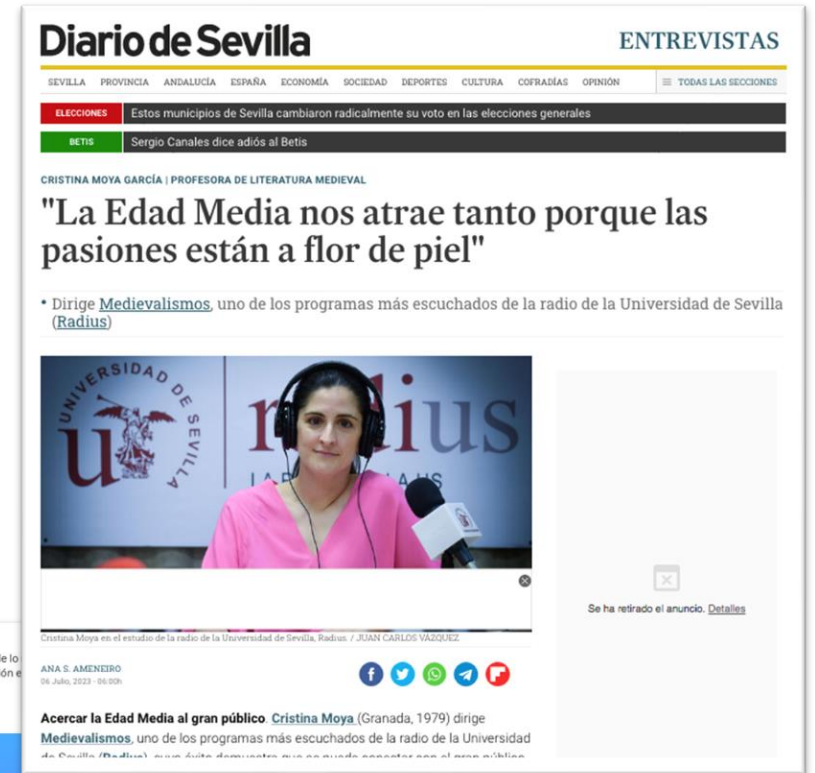 Diario de Sevilla
ENTREVISTAS
SEVILLA PROVINCIA ANDALUCÍA ESPAÑA ECONOMÍA SOCIEDAD DEPORTES CULTURA COFRADÍAS OPINIÓN
TODAS LAS SECCIONES
ELECCIONES Estos municipios de Sevilla cambiaron radicalmente su voto en las elecciones generales
BETIS Sergio Canales dice adiós al Betis
CRISTINA MOYA GARCÍA | PROFESORA DE LITERATURA MEDIEVAL
"La Edad Media nos atrae tanto porque las
pasiones están a flor de piel"
• Dirige Medievalismos, uno de los programas más escuchados de la radio de la Universidad de Sevilla
(Radius)
UNIVERSIDAD DE SEVILLA
Se ha retirado el anuncio. Detalles
Cristina Moya en el estudio de la radio de la Universidad de Sevilla, Radius. / JUAN CARLOS VÁZQUEZ
ANA S. AMENEIRO
06 Julio, 2023 - 06:00h
Acercar la Edad Media al gran público. Cristina Moya (Granada, 1979) dirige
Medievalismos, uno de los programas más escuchados de la radio de la Universidad